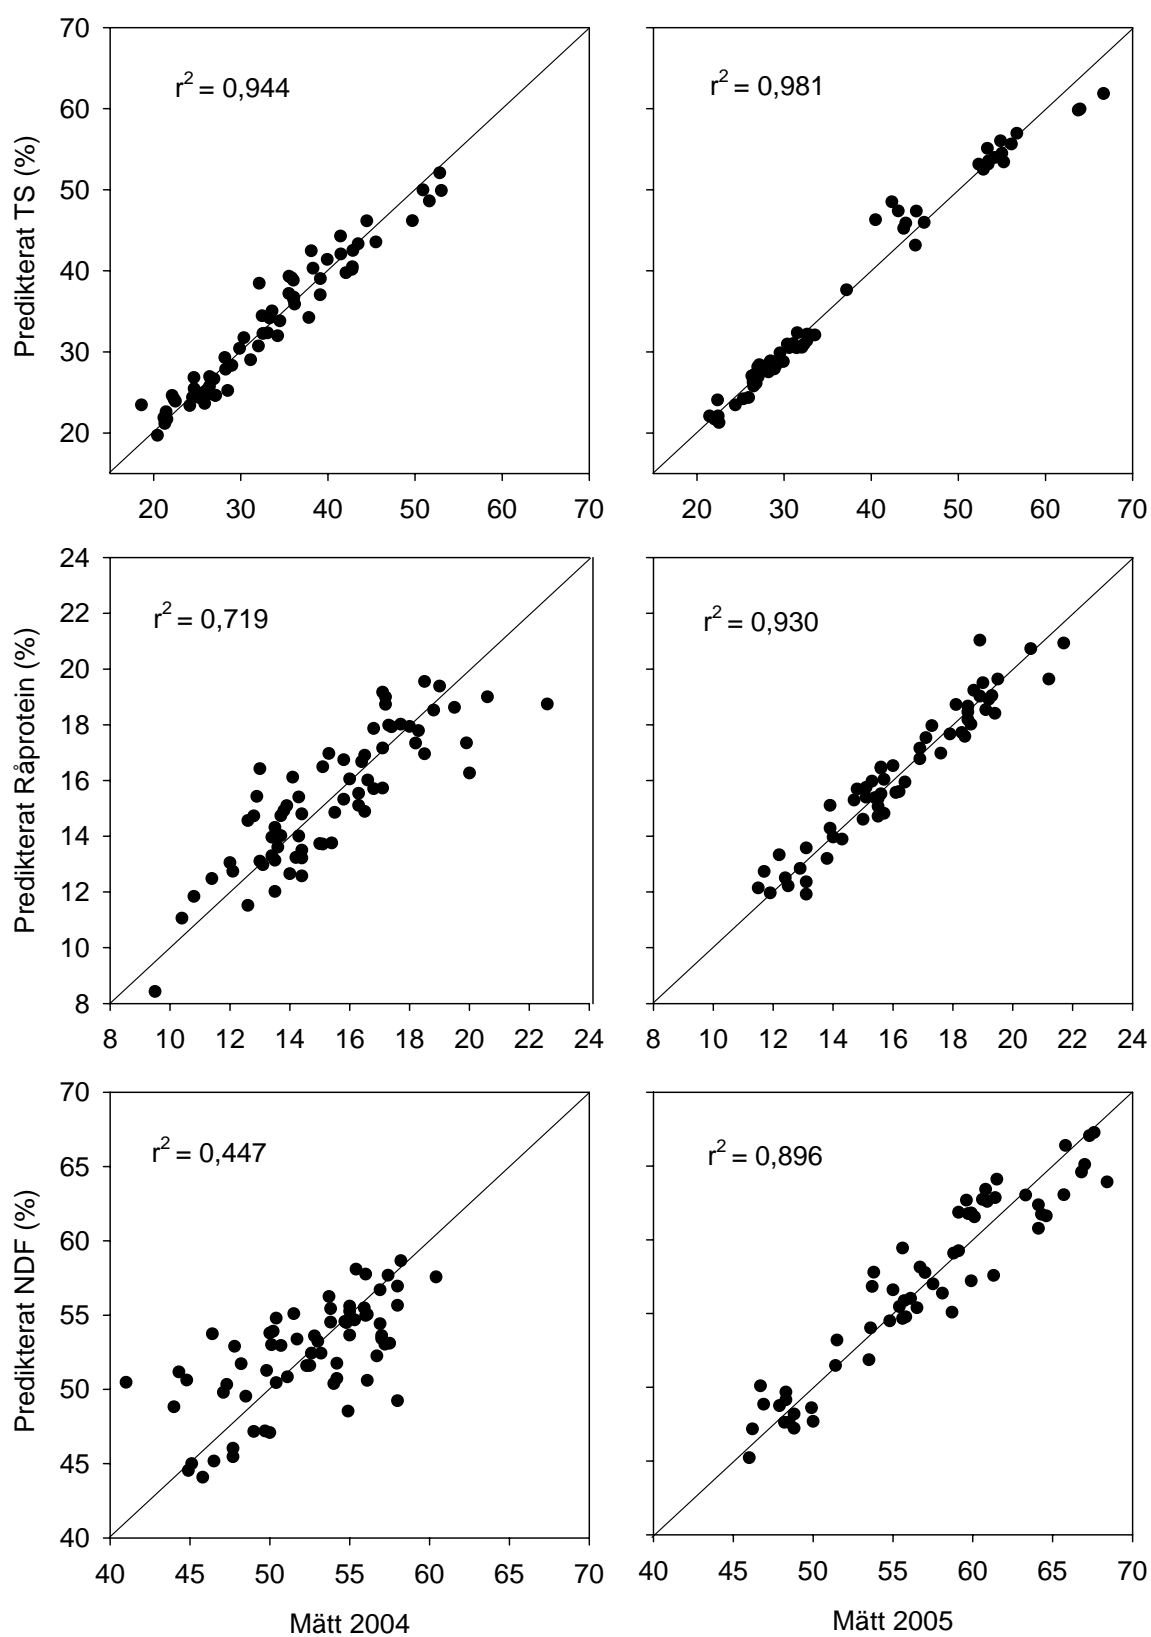 70
60
50
40
30
20
Predikterat TS (%)
r2 = 0,944
20 30 40 50 60 70
r2 = 0,981
20 30 40 50 60 70
24
22
20
18
16
14
12
10
8
Predikterat Råprotein (%)
r2 = 0,719
8 10 12 14 16 18 20 22 24
r2 = 0,930
8 10 12 14 16 18 20 22 24
70
65
60
55
50
45
40
Predikterat NDF (%)
r2 = 0,447
40 45 50 55 60 65 70
Mätt 2004
r2 = 0,896
40 45 50 55 60 65 70
Mätt 2005